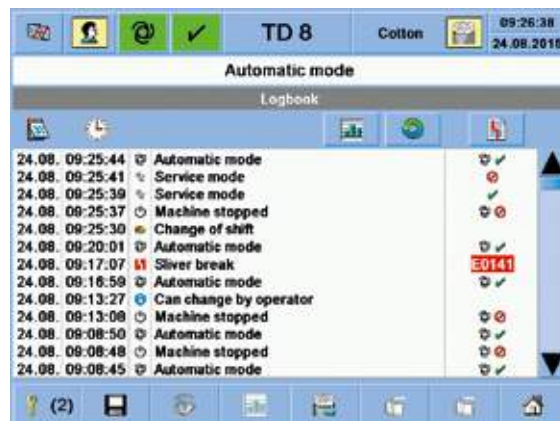 TD 8
Cotton
09:26:38
24.08.2015
Automatic mode
Logbook
24.08. 09:25:44 Automatic mode
24.08. 09:25:41 Service mode
24.08. 09:25:39 Service mode
24.08. 09:25:37 Machine stopped
24.08. 09:25:30 Change of shift
24.08. 09:20:01 Automatic mode
24.08. 09:17:07 Sliver break E0141
24.08. 09:16:59 Automatic mode
24.08. 09:13:27 Can change by operator
24.08. 09:13:08 Machine stopped
24.08. 09:08:50 Automatic mode
24.08. 09:08:48 Machine stopped
24.08. 09:08:45 Automatic mode
? (2)